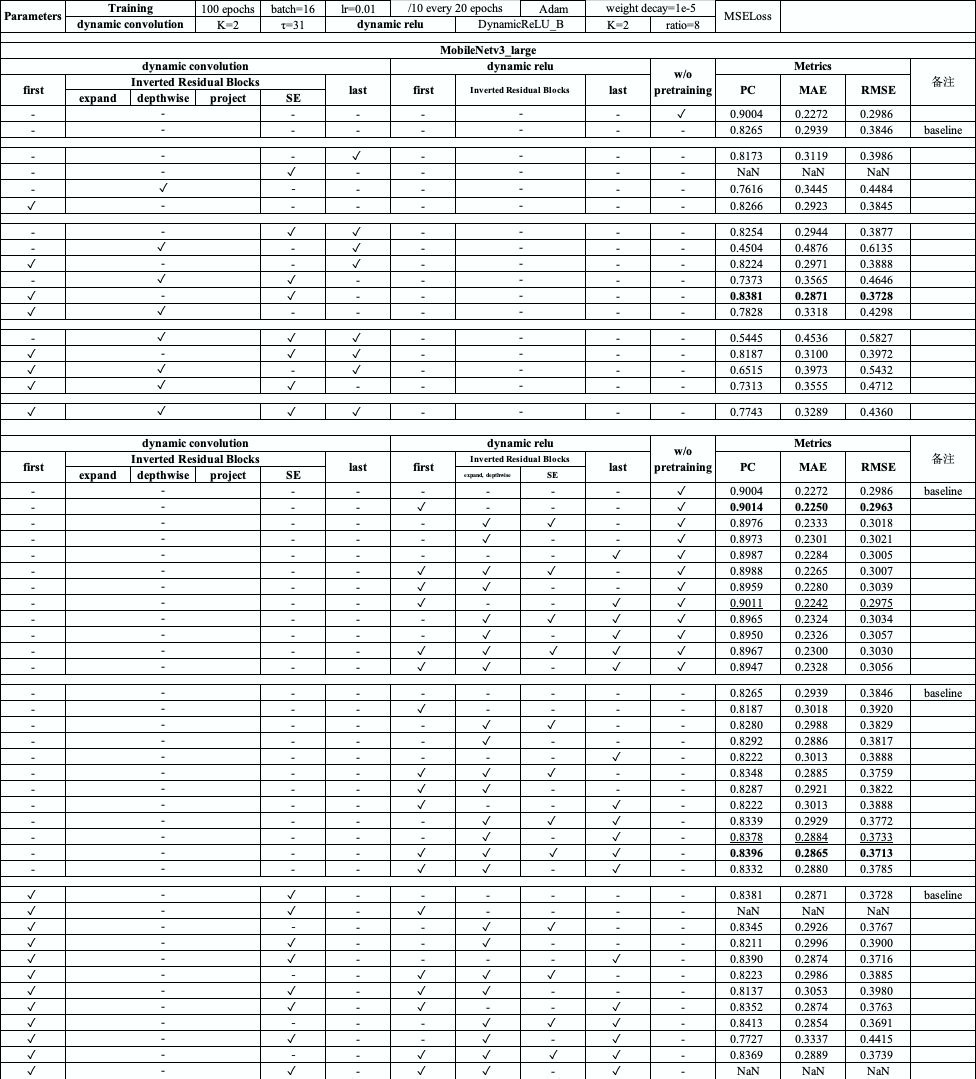 Parameters Training 100 epochs batch=16 lr=0.01 /10 every 20 epochs Adam weight decay=1e-5 MSELoss
dynamic convolution K=2 τ=31 dynamic relu DynamicReLU_B K=2 ratio=8
MobileNetv3_large
dynamic convolution dynamic relu w/o pretraining Metrics 备注
first Inverted Residual Blocks last first Inverted Residual Blocks last PC MAE RMSE
expand depthwise project SE
- - - - - - - ✓ 0.9004 0.2272 0.2986
- - - - - - - - 0.8265 0.2939 0.3846 baseline
- - - ✓ - - - - 0.8173 0.3119 0.3986
- - ✓ - - - - - NaN NaN NaN
- ✓ - - - - - - 0.7616 0.3445 0.4484
✓ - - - - - - - 0.8266 0.2923 0.3845
- - ✓ ✓ - - - - 0.8254 0.2944 0.3877
- ✓ - ✓ - - - - 0.4504 0.4876 0.6135
✓ - - ✓ - - - - 0.8224 0.2971 0.3888
- ✓ ✓ - - - - - 0.7373 0.3565 0.4646
✓ - ✓ - - - - - 0.8381 0.2871 0.3728
✓ ✓ - - - - - - 0.7828 0.3318 0.4298
- ✓ ✓ ✓ - - - - 0.5445 0.4536 0.5827
✓ - ✓ ✓ - - - - 0.8187 0.3100 0.3972
✓ ✓ - ✓ - - - - 0.6515 0.3973 0.5432
✓ ✓ ✓ - - - - - 0.7313 0.3555 0.4712
✓ ✓ ✓ ✓ - - - - 0.7743 0.3289 0.4360
dynamic convolution dynamic relu w/o pretraining Metrics 备注
first Inverted Residual Blocks last first Inverted Residual Blocks last PC MAE RMSE
expand depthwise project SE expand, depthwise SE
- - - - - - - - ✓ 0.9004 0.2272 0.2986 baseline
- - - - ✓ - - - ✓ 0.9014 0.2250 0.2963
- - - - - ✓ ✓ - ✓ 0.8976 0.2333 0.3018
- - - - - ✓ - - ✓ 0.8973 0.2301 0.3021
- - - - - - - ✓ ✓ 0.8987 0.2284 0.3005
- - - - ✓ ✓ ✓ - ✓ 0.8988 0.2265 0.3007
- - - - ✓ ✓ - - ✓ 0.8959 0.2280 0.3039
- - - - ✓ - - ✓ ✓ 0.9011 0.2242 0.2975
- - - - - ✓ ✓ ✓ ✓ 0.8965 0.2324 0.3034
- - - - - ✓ - ✓ ✓ 0.8950 0.2326 0.3057
- - - - ✓ ✓ ✓ ✓ ✓ 0.8967 0.2300 0.3030
- - - - ✓ ✓ - ✓ ✓ 0.8947 0.2328 0.3056
- - - - - - - - - 0.8265 0.2939 0.3846 baseline
- - - - ✓ - - - - 0.8187 0.3018 0.3920
- - - - - ✓ ✓ - - 0.8280 0.2988 0.3829
- - - - - ✓ - - - 0.8292 0.2886 0.3817
- - - - - - - ✓ - 0.8222 0.3013 0.3888
- - - - ✓ ✓ ✓ - - 0.8348 0.2885 0.3759
- - - - ✓ ✓ - - - 0.8287 0.2921 0.3822
- - - - ✓ - - ✓ - 0.8222 0.3013 0.3888
- - - - - ✓ ✓ ✓ - 0.8339 0.2929 0.3772
- - - - - ✓ - ✓ - 0.8378 0.2884 0.3733
- - - - ✓ ✓ ✓ ✓ - 0.8396 0.2865 0.3713
- - - - ✓ ✓ - ✓ - 0.8332 0.2880 0.3785
✓ - ✓ - - - - - - 0.8381 0.2871 0.3728 baseline
✓ - ✓ - ✓ - - - - NaN NaN NaN
✓ - - - - ✓ ✓ - - 0.8345 0.2926 0.3767
✓ - ✓ - - ✓ - - - 0.8211 0.2996 0.3900
✓ - ✓ - - - - ✓ - 0.8390 0.2874 0.3716
✓ - - - ✓ ✓ ✓ - - 0.8223 0.2986 0.3885
✓ - ✓ - ✓ ✓ - - - 0.8137 0.3053 0.3980
✓ - ✓ - ✓ - - ✓ - 0.8352 0.2874 0.3763
✓ - - - - ✓ ✓ ✓ - 0.8413 0.2854 0.3691
✓ - ✓ - - ✓ - ✓ - 0.7727 0.3337 0.4415
✓ - - - ✓ ✓ ✓ ✓ - 0.8369 0.2889 0.3739
✓ - ✓ - ✓ ✓ - ✓ - NaN NaN NaN